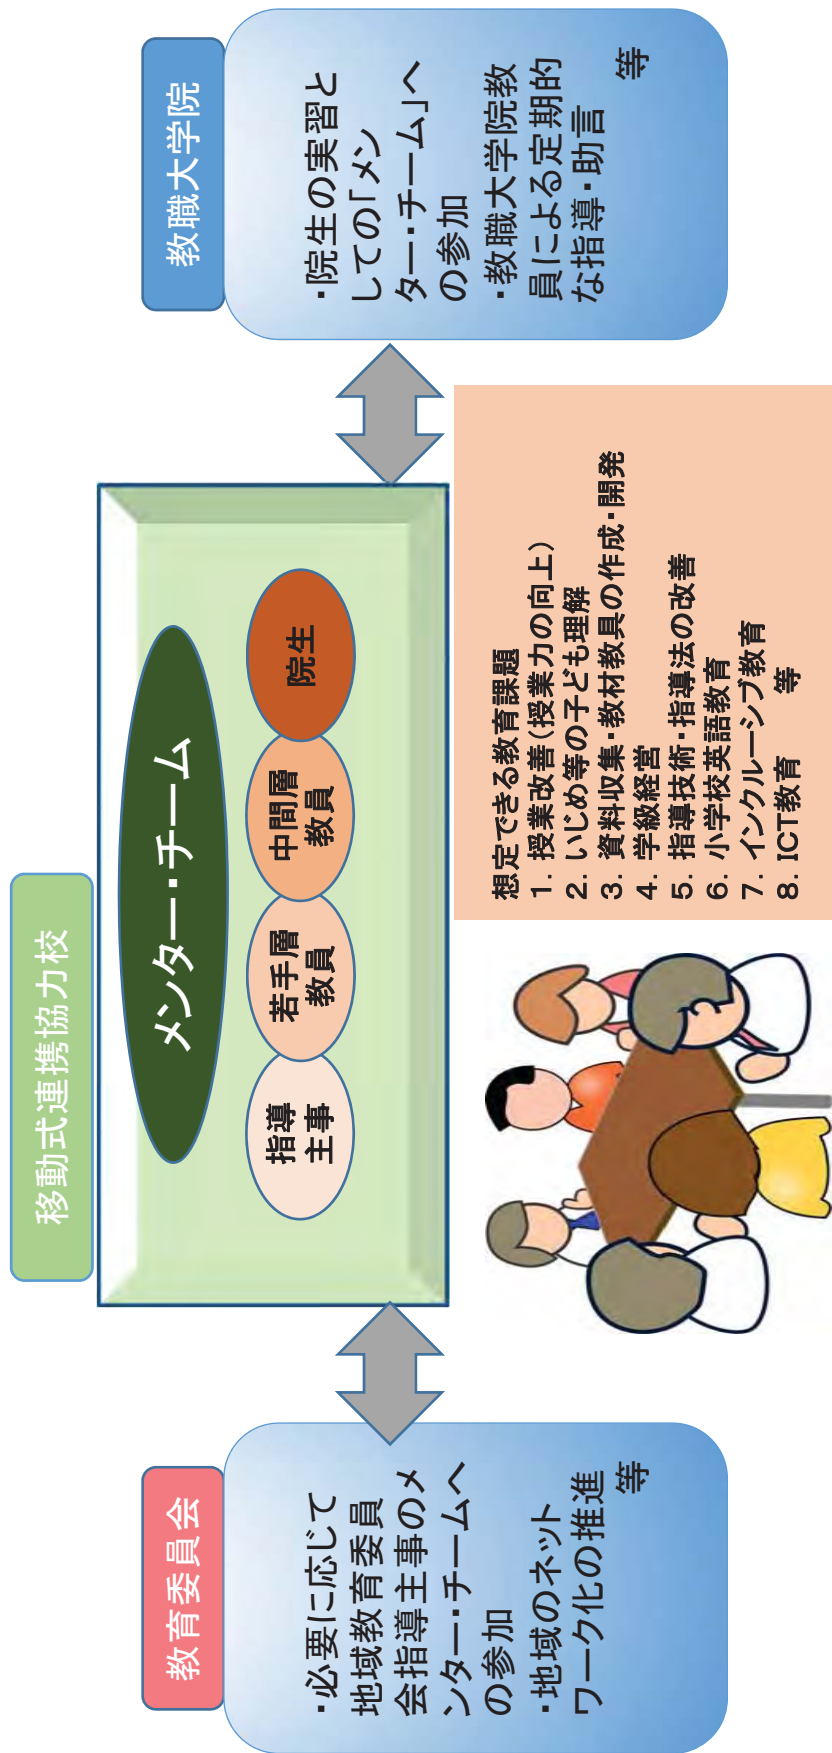 移動式連携協力校
教育委員会
・必要に応じて
地域教育委員
会指導主事のメ
ンター・チームへ
の参加
・地域のネット
ワーク化の推進
等
メンター・チーム
指導
主事
若手層
教員
中間層
教員
院生
教職大学院
・院生の実習と
しての「メン
ター・チーム」へ
の参加
・教職大学院教
員による定期的
な指導・助言
等
想定できる教育課題
1. 授業改善(授業力の向上)
2. いじめ等の子ども理解
3. 資料収集・教材教具の作成・開発
4. 学級経営
5. 指導技術・指導法の改善
6. 小学校英語教育
7. インクルーシブ教育
8. ICT教育 等